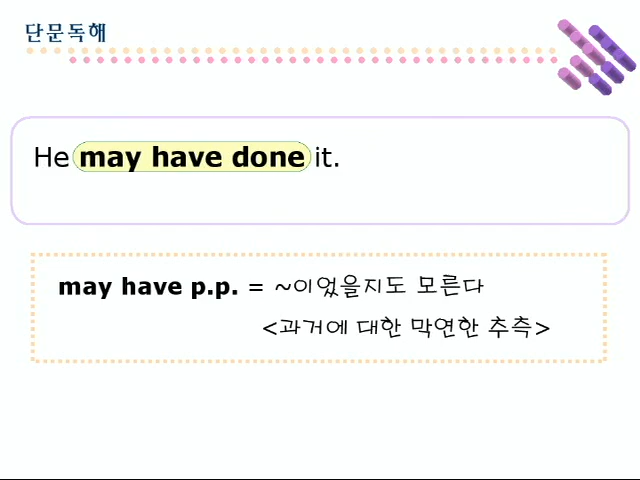 단문독해
He may have done it.
may have p.p. = ~이었을지도 모른다
<과거에 대한 막연한 추측>